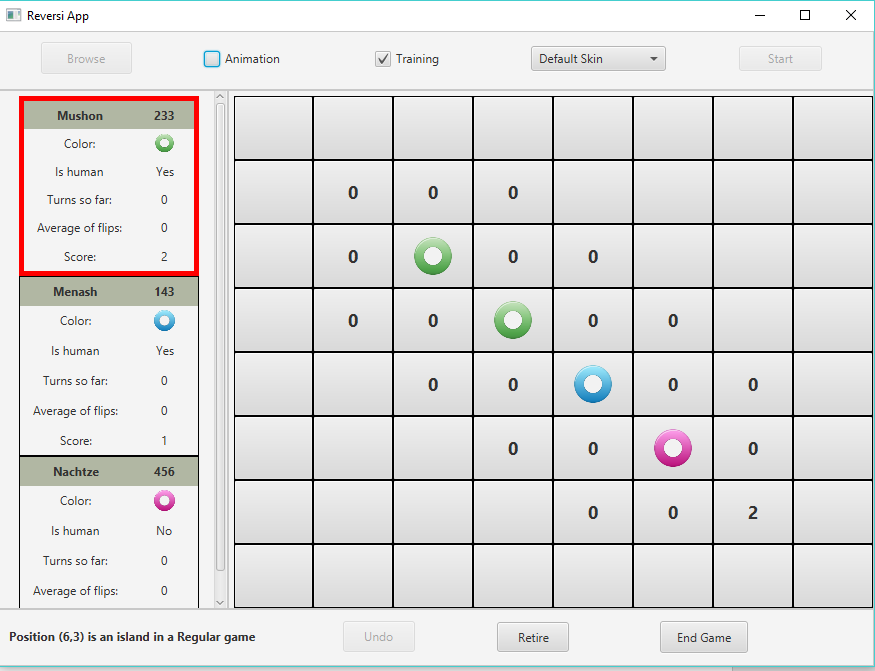 Reversi App
Browse
Animation
Training
Default Skin
Start
Mushon 233
Color:
Is human Yes
Turns so far: 0
Average of flips: 0
Score: 2
Menash 143
Color:
Is human Yes
Turns so far: 0
Average of flips: 0
Score: 1
Nachtze 456
Color:
Is human No
Turns so far: 0
Average of flips: 0
0 0 0
0 0 0
0 0 0 0
0 0 0 0
0 0 0
0 0 2
Position (6,3) is an island in a Regular game
Undo
Retire
End Game